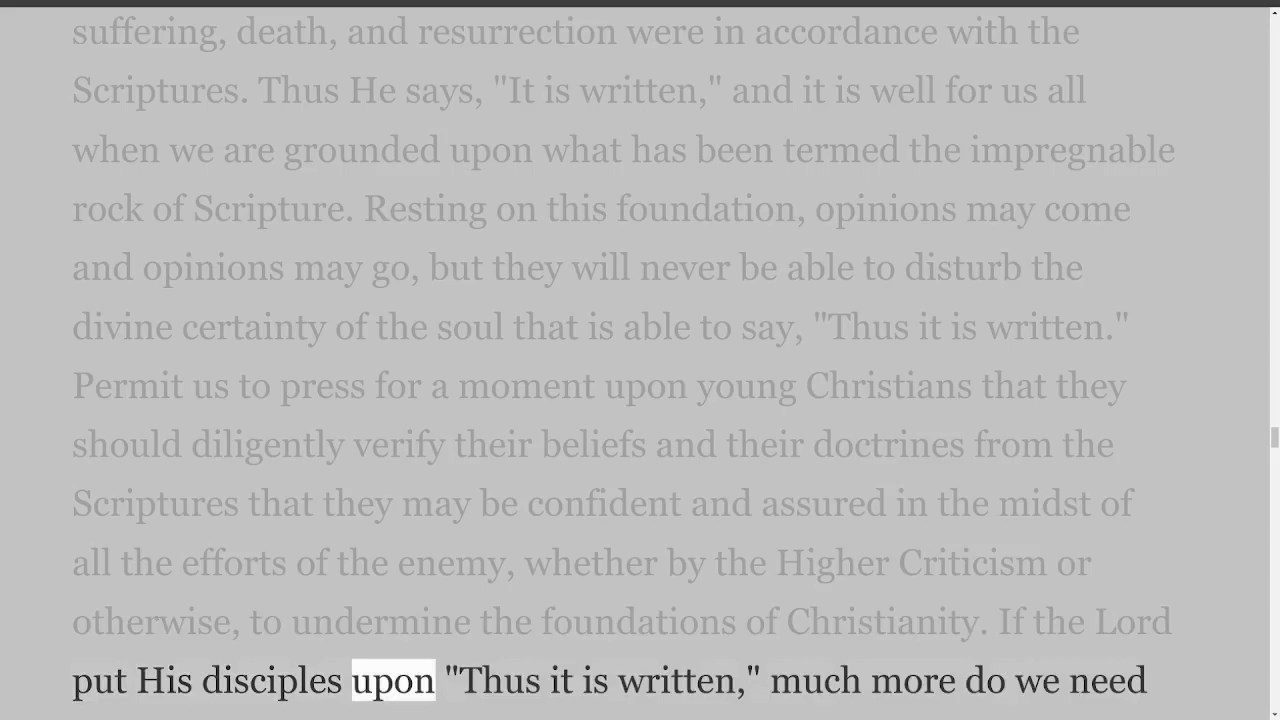 suffering, death, and resurrection were in accordance with the
Scriptures. Thus He says, "It is written," and it is well for us all
when we are grounded upon what has been termed the impregnable
rock of Scripture. Resting on this foundation, opinions may come
and opinions may go, but they will never be able to disturb the
divine certainty of the soul that is able to say, "Thus it is written."
Permit us to press for a moment upon young Christians that they
should diligently verify their beliefs and their doctrines from the
Scriptures that they may be confident and assured in the midst of
all the efforts of the enemy, whether by the Higher Criticism or
otherwise, to undermine the foundations of Christianity. If the Lord
put His disciples upon "Thus it is written," much more do we need